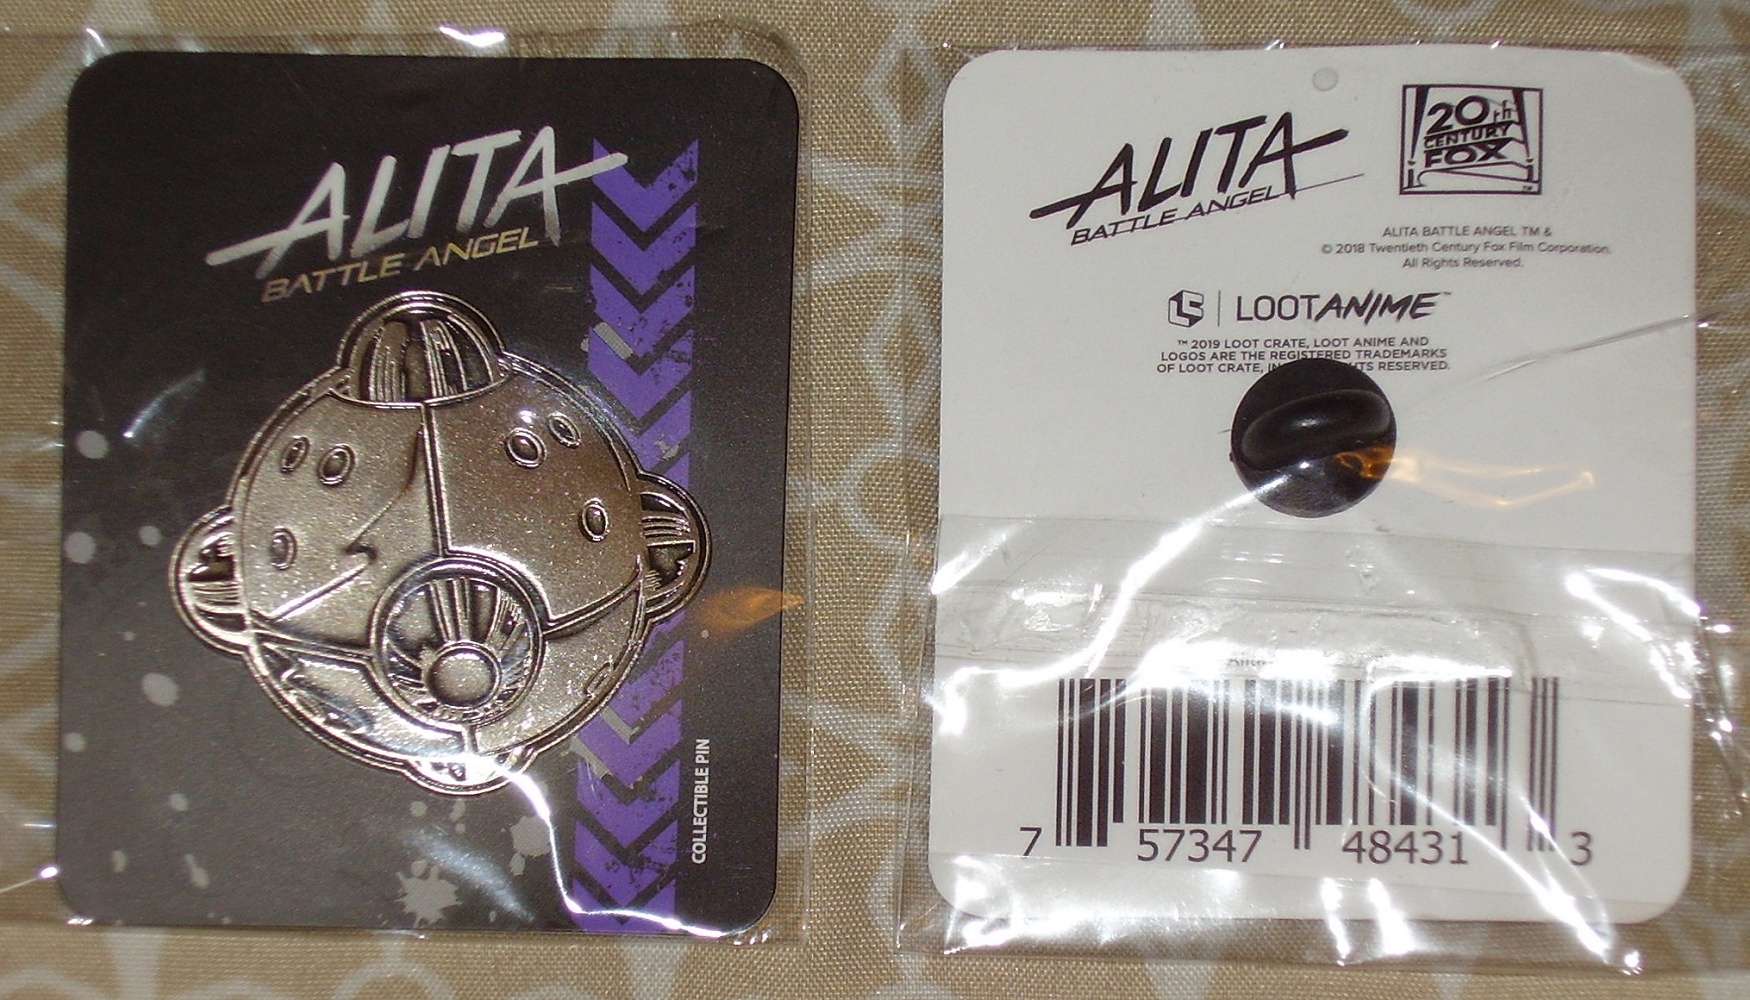 ALITA
BATTLE ANGEL
COLLECTIBLE PIN
ALITA
BATTLE ANGEL
20th
CENTURY
FOX
TM
ALITA BATTLE ANGEL TM &
© 2018 Twentieth Century Fox Film Corporation.
All Rights Reserved.
LOOTANIME™
™ 2019 LOOT CRATE, LOOT ANIME AND
LOGOS ARE THE REGISTERED TRADEMARKS
OF LOOT CRATE, RESERVED.
7 57347 48431 3